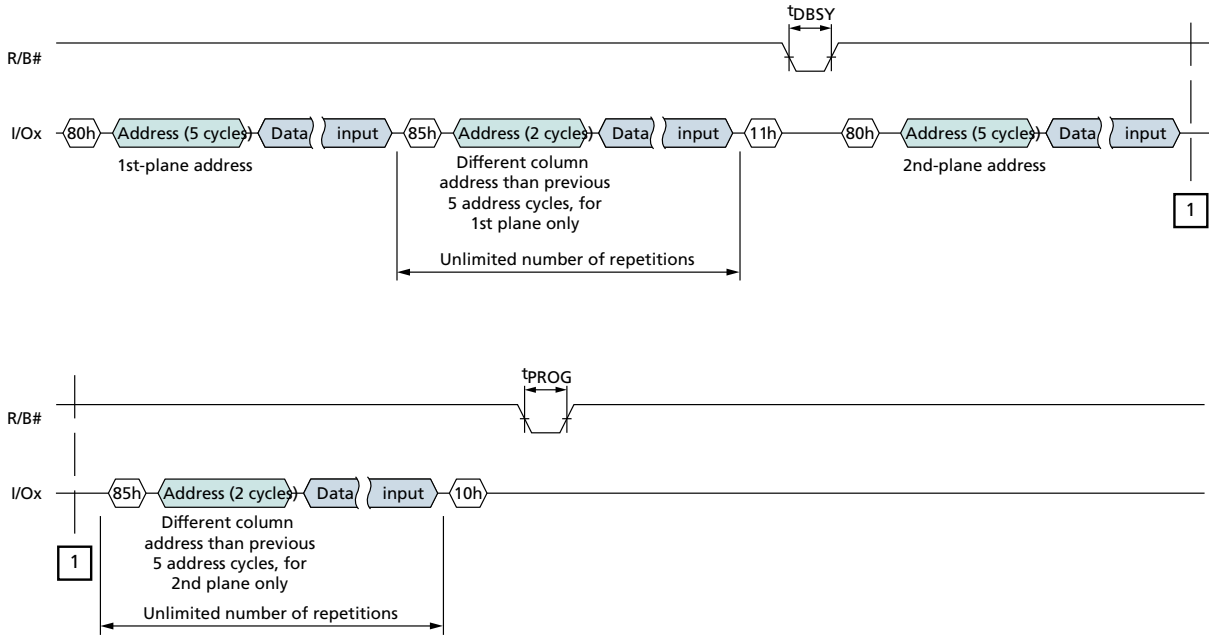 tDBSY
R/B#
I/Ox 80h Address (5 cycles) Data input 85h Address (2 cycles) Data input 11h 80h Address (5 cycles) Data input
1st-plane address
Different column
address than previous
5 address cycles, for
1st plane only
2nd-plane address
1
Unlimited number of repetitions
tPROG
R/B#
I/Ox 85h Address (2 cycles) Data input 10h
Different column
address than previous
5 address cycles, for
2nd plane only
1
Unlimited number of repetitions